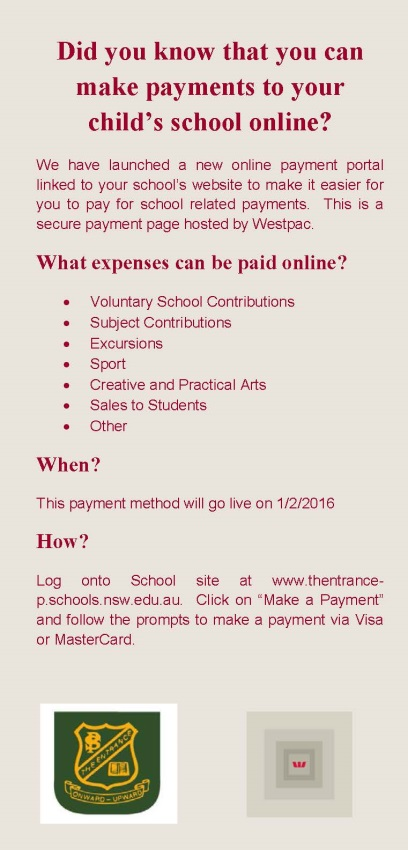 Did you know that you can
make payments to your
child's school online?
We have launched a new online payment portal
linked to your school's website to make it easier for
you to pay for school related payments. This is a
secure payment page hosted by Westpac.
What expenses can be paid online?
• Voluntary School Contributions
• Subject Contributions
• Excursions
• Sport
• Creative and Practical Arts
• Sales to Students
• Other
When?
This payment method will go live on 1/2/2016
How?
Log onto School site at www.thentrance-
p.schools.nsw.edu.au. Click on “Make a Payment”
and follow the prompts to make a payment via Visa
or MasterCard.
THE ENTRANCE
ONWARD - UPWARD